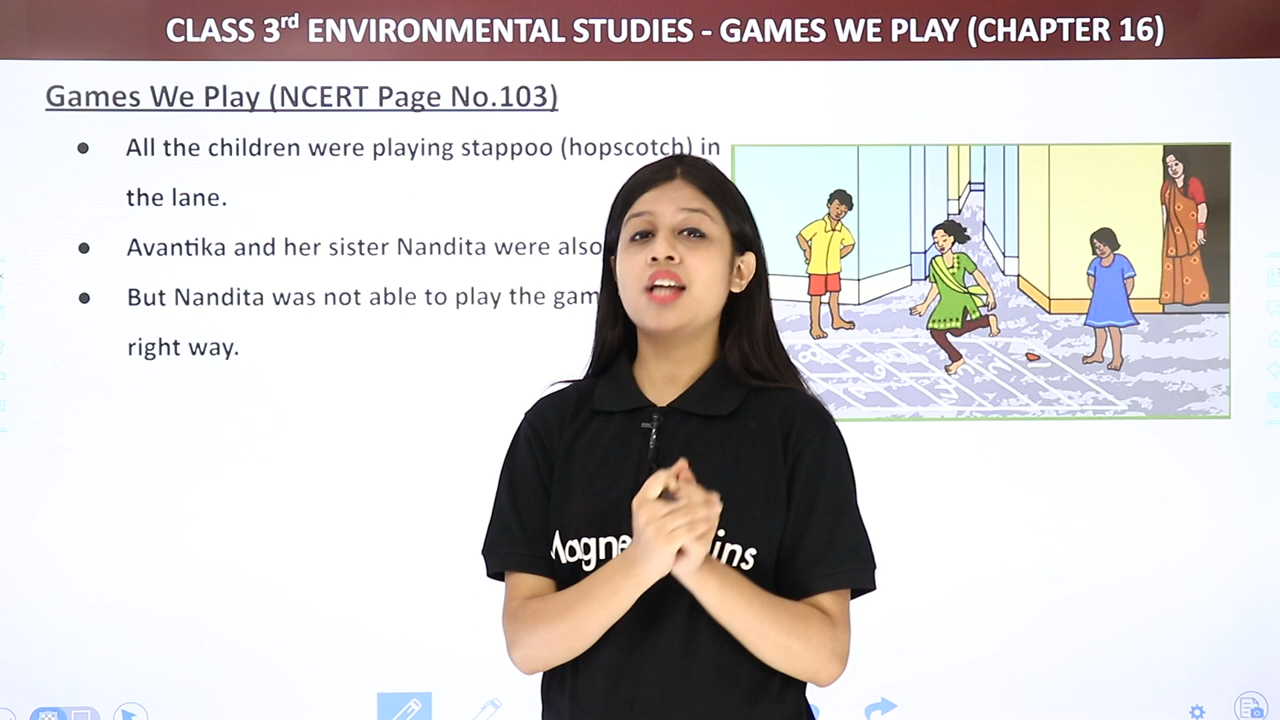 CLASS 3rd ENVIRONMENTAL STUDIES - GAMES WE PLAY (CHAPTER 16)
Games We Play (NCERT Page No.103)
● All the children were playing stappoo (hopscotch) in
the lane.
● Avantika and her sister Nandita were also
● But Nandita was not able to play the gam
right way.
Magne ins